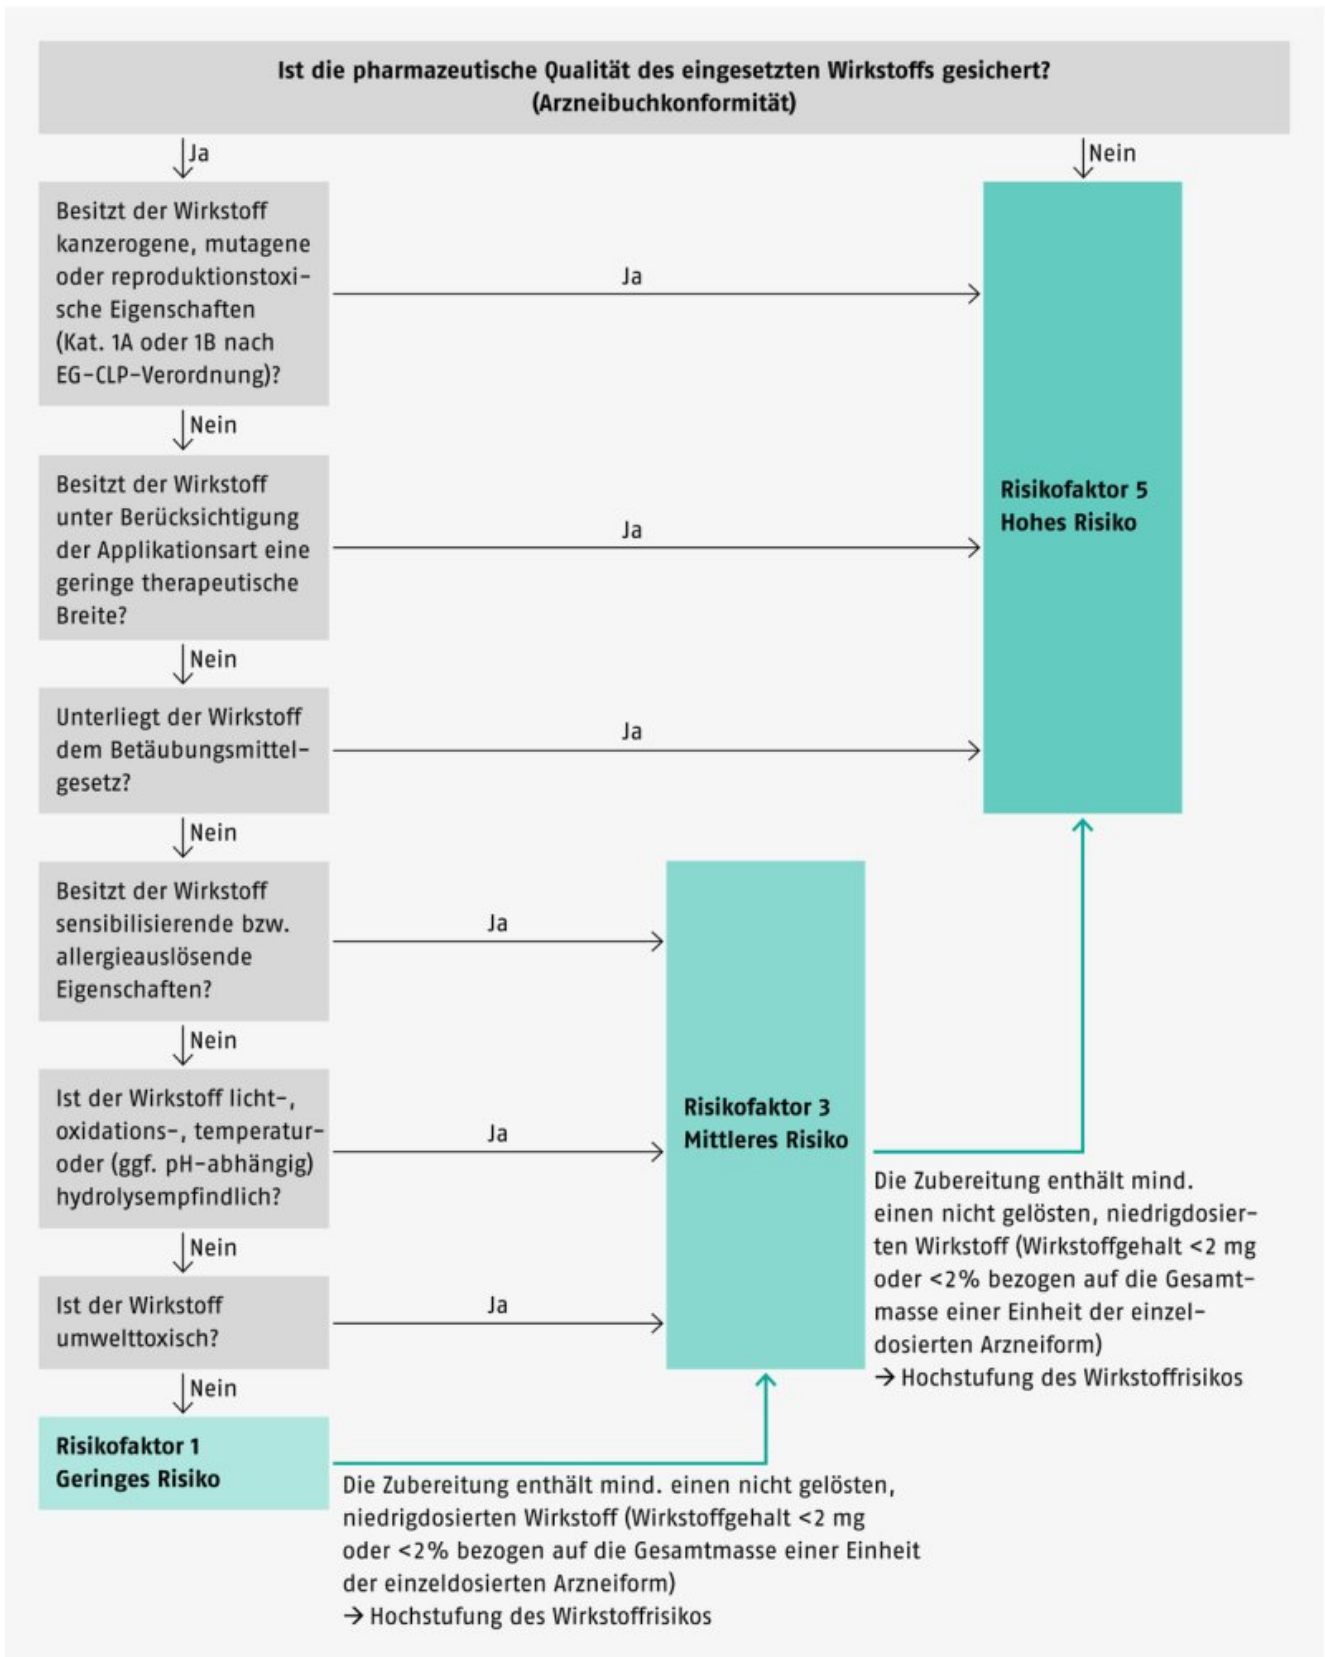 Ist die pharmazeutische Qualität des eingesetzten Wirkstoffs gesichert?
(Arzneibuchkonformität)
Ja
Nein
Besitzt der Wirkstoff
kanzerogene, mutagene
oder reproduktionstoxi-
sche Eigenschaften
(Kat. 1A oder 1B nach
EG-CLP-Verordnung)?
Ja
Nein
Besitzt der Wirkstoff
unter Berücksichtigung
der Applikationsart eine
geringe therapeutische
Breite?
Ja
Risikofaktor 5
Hohes Risiko
Nein
Unterliegt der Wirkstoff
dem Betäubungsmittel-
gesetz?
Ja
Nein
Besitzt der Wirkstoff
sensibilisierende bzw.
allergieauslösende
Eigenschaften?
Ja
Nein
Ist der Wirkstoff licht-,
oxidations-, temperatur-
oder (ggf. pH-abhängig)
hydrolysempfindlich?
Ja
Risikofaktor 3
Mittleres Risiko
Die Zubereitung enthält mind.
einen nicht gelösten, niedrigdosier-
ten Wirkstoff (Wirkstoffgehalt <2 mg
oder <2% bezogen auf die Gesamt-
masse einer Einheit der einzel-
dosierten Arzneiform)
→ Hochstufung des Wirkstoffrisikos
Nein
Ist der Wirkstoff
umwelttoxisch?
Ja
Nein
Risikofaktor 1
Geringes Risiko
Die Zubereitung enthält mind. einen nicht gelösten,
niedrigdosierten Wirkstoff (Wirkstoffgehalt <2 mg
oder <2% bezogen auf die Gesamtmasse einer Einheit
der einzeldosierten Arzneiform)
→ Hochstufung des Wirkstoffrisikos